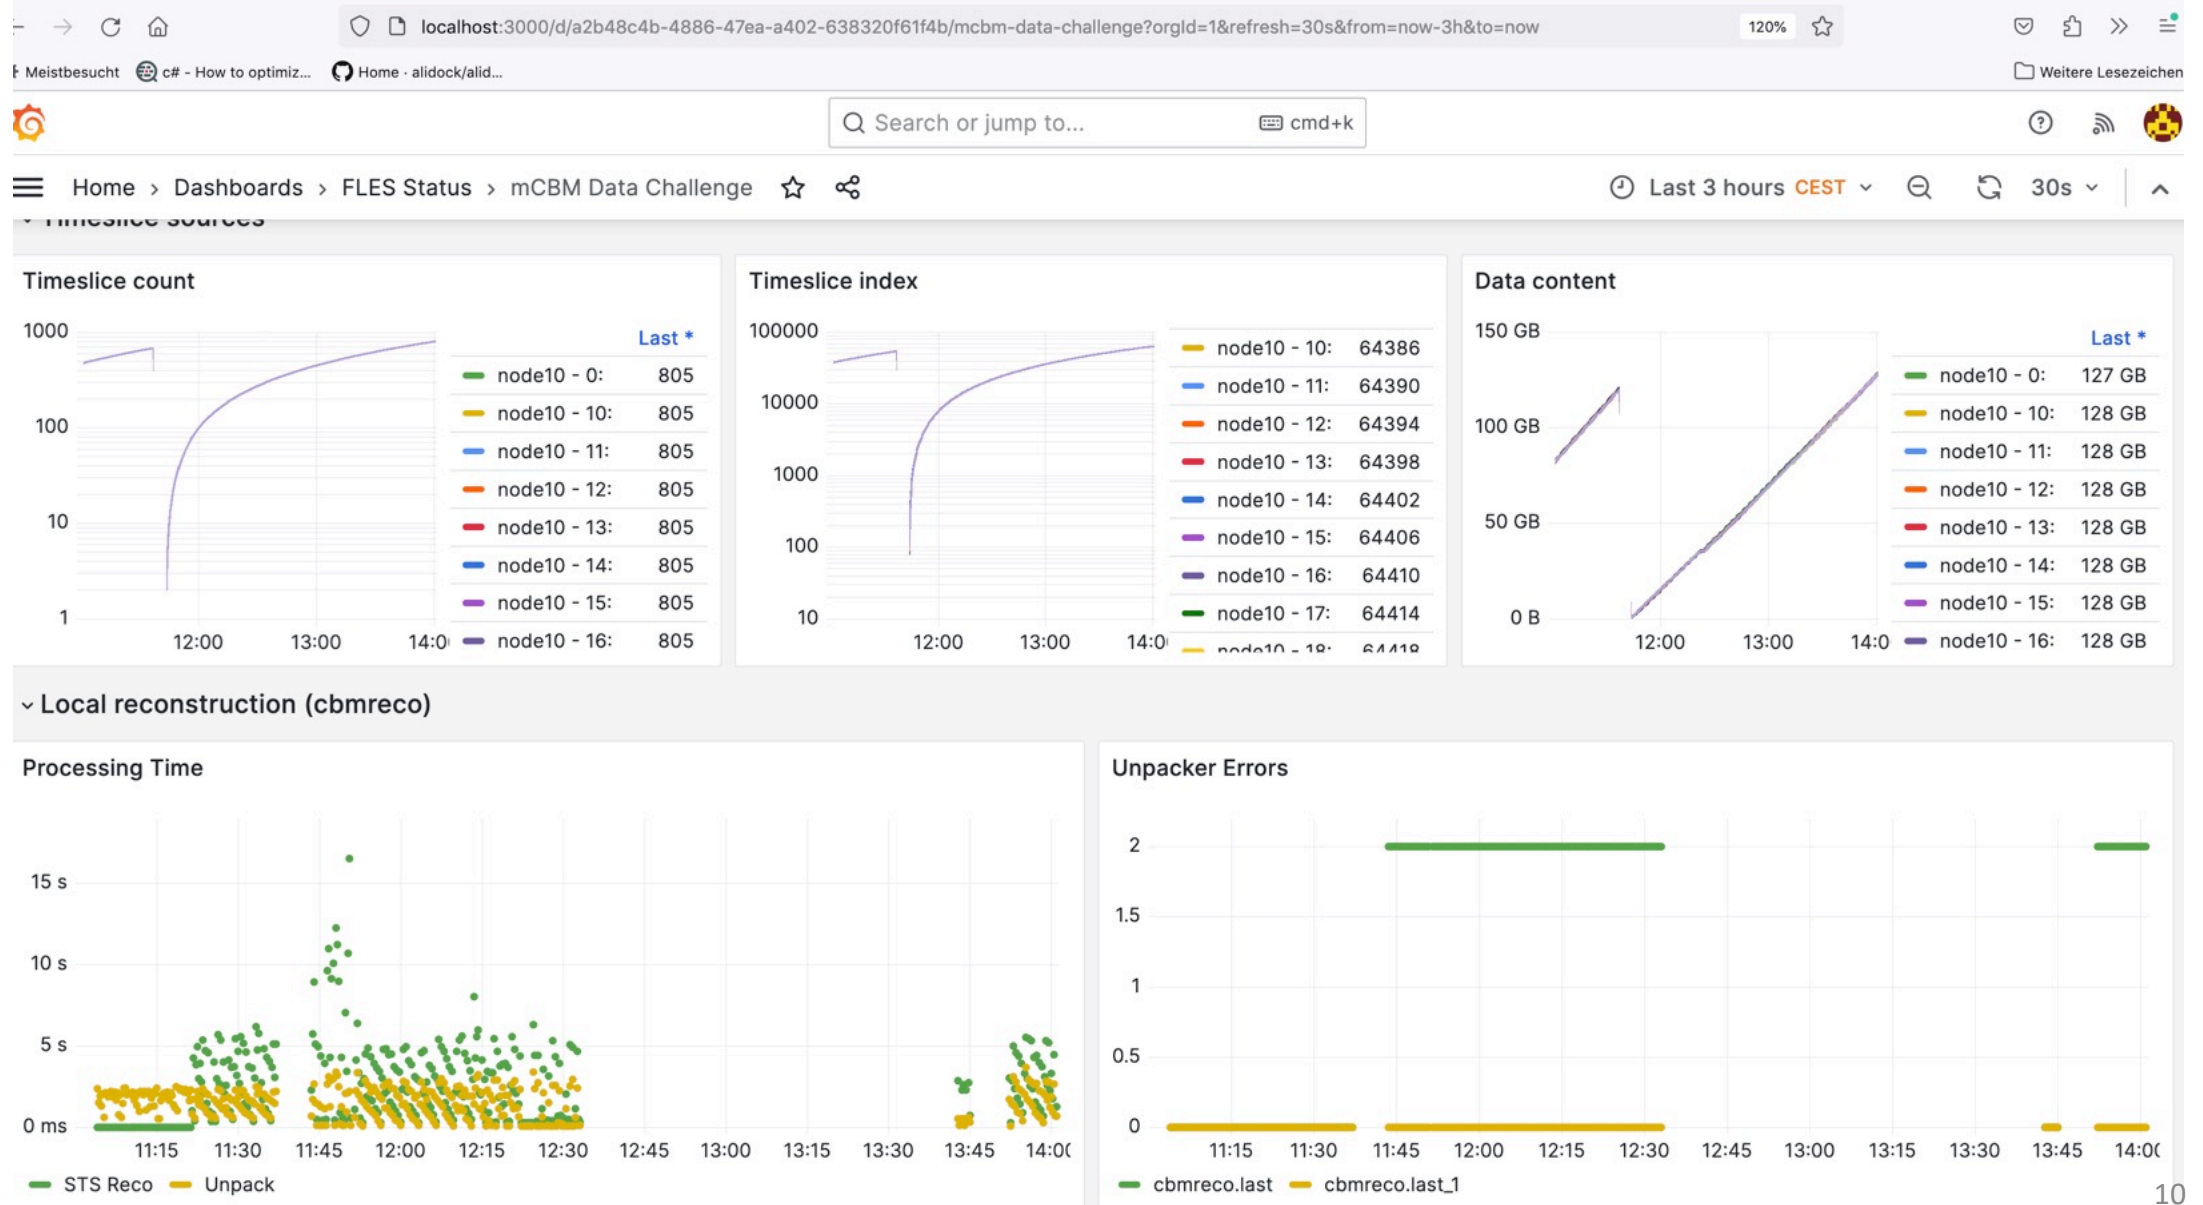 localhost:3000/d/a2b48c4b-4886-47ea-a402-638320f61f4b/mcbm-data-challenge?orgId=1&refresh=30s&from=now-3h&to=now 120%
Meistbesucht c# - How to optimiz... Home · alidock/alid... Weitere Lesezeichen
Search or jump to... cmd+k
Home › Dashboards › FLES Status › mCBM Data Challenge Last 3 hours CEST 30s
Timeslice sources
Timeslice count
1000
100
10
1
12:00 13:00
Last *
node10 - 0: 805
node10 - 10: 805
node10 - 11: 805
node10 - 12: 805
node10 - 13: 805
node10 - 14: 805
node10 - 15: 805
node10 - 16: 805
Timeslice index
100000
10000
1000
100
10
12:00 13:00
node10 - 10: 64386
node10 - 11: 64390
node10 - 12: 64394
node10 - 13: 64398
node10 - 14: 64402
node10 - 15: 64406
node10 - 16: 64410
node10 - 17: 64414
node10 - 18: 64418
Data content
150 GB
100 GB
50 GB
0 B
12:00 13:00 14:0
Last *
node10 - 0: 127 GB
node10 - 10: 128 GB
node10 - 11: 128 GB
node10 - 12: 128 GB
node10 - 13: 128 GB
node10 - 14: 128 GB
node10 - 15: 128 GB
node10 - 16: 128 GB
Local reconstruction (cbmreco)
Processing Time
15 s
10 s
5 s
0 ms
11:15 11:30 11:45 12:00 12:15 12:30 12:45 13:00 13:15 13:30 13:45 14:00
STS Reco Unpack
Unpacker Errors
2
1.5
1
0.5
0
11:15 11:30 11:45 12:00 12:15 12:30 12:45 13:00 13:15 13:30 13:45 14:00
cbmreco.last cbmreco.last_1
10